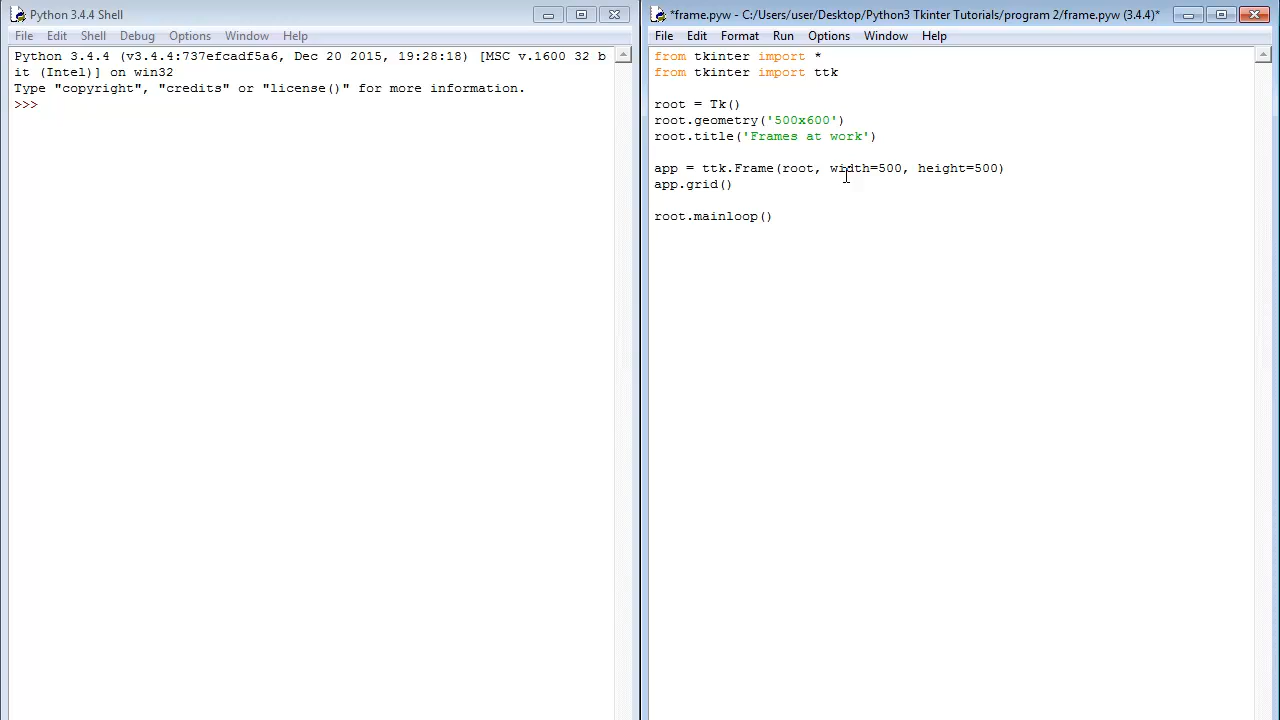 Python 3.4.4 Shell
File Edit Shell Debug Options Window Help
Python 3.4.4 (v3.4.4:737efcadf5a6, Dec 20 2015, 19:28:18) [MSC v.1600 32 b
it (Intel)] on win32
Type "copyright", "credits" or "license()" for more information.
>>>
*frame.pyw - C:/Users/user/Desktop/Python3 Tkinter Tutorials/program 2/frame.pyw (3.4.4)*
File Edit Format Run Options Window Help
from tkinter import *
from tkinter import ttk
root = Tk()
root.geometry('500x600')
root.title('Frames at work')
app = ttk.Frame(root, width=500, height=500)
app.grid()
root.mainloop()